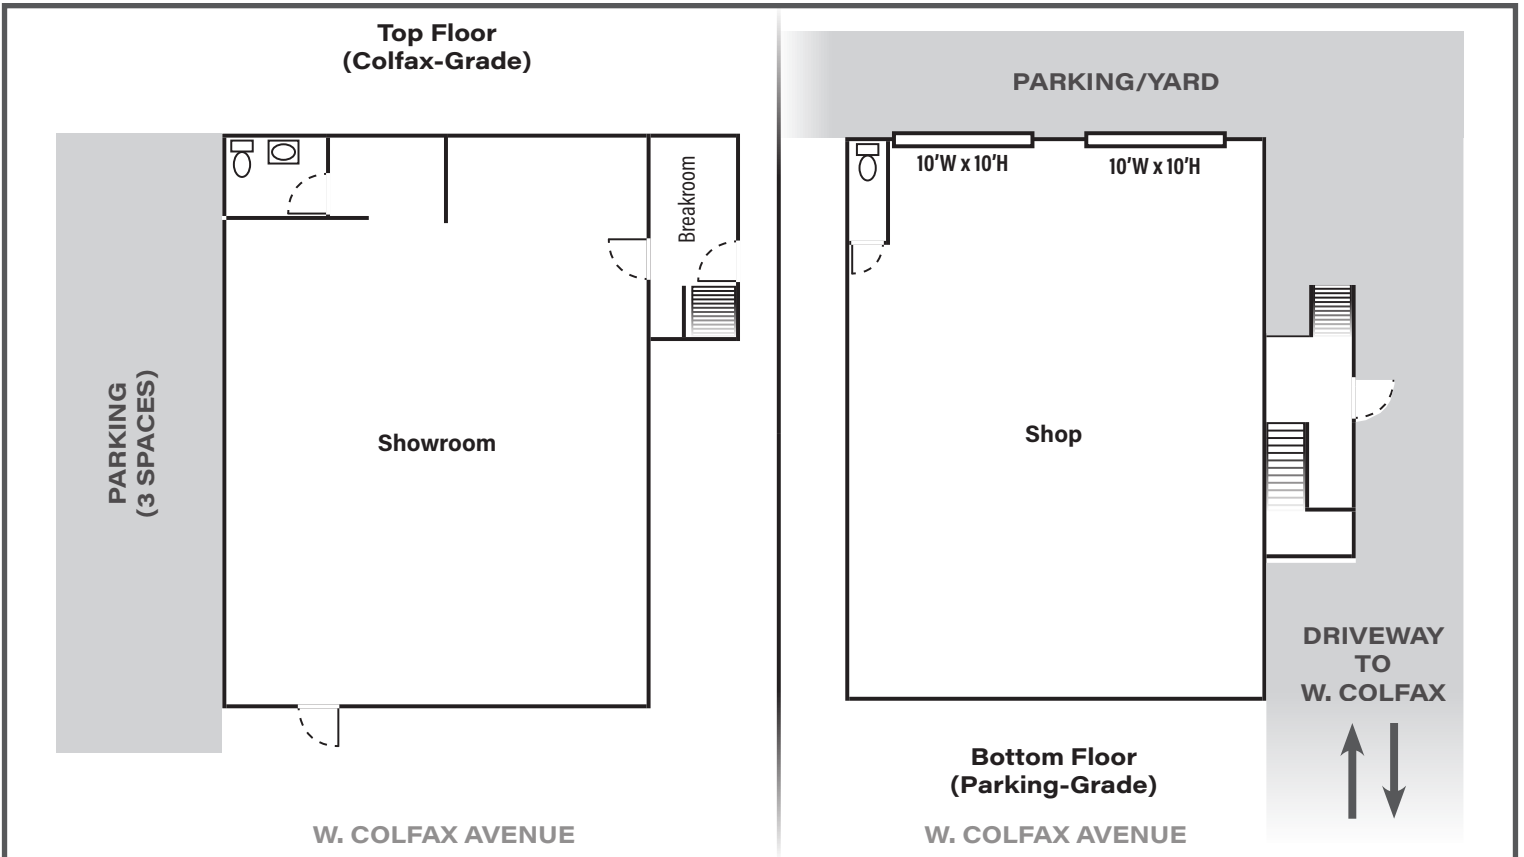 Top Floor
(Colfax-Grade)
Breakroom
PARKING
(3 SPACES)
Showroom
W. COLFAX AVENUE
PARKING/YARD
10'W x 10'H
10'W x 10'H
Shop
DRIVEWAY
TO
W. COLFAX
Bottom Floor
(Parking-Grade)
W. COLFAX AVENUE